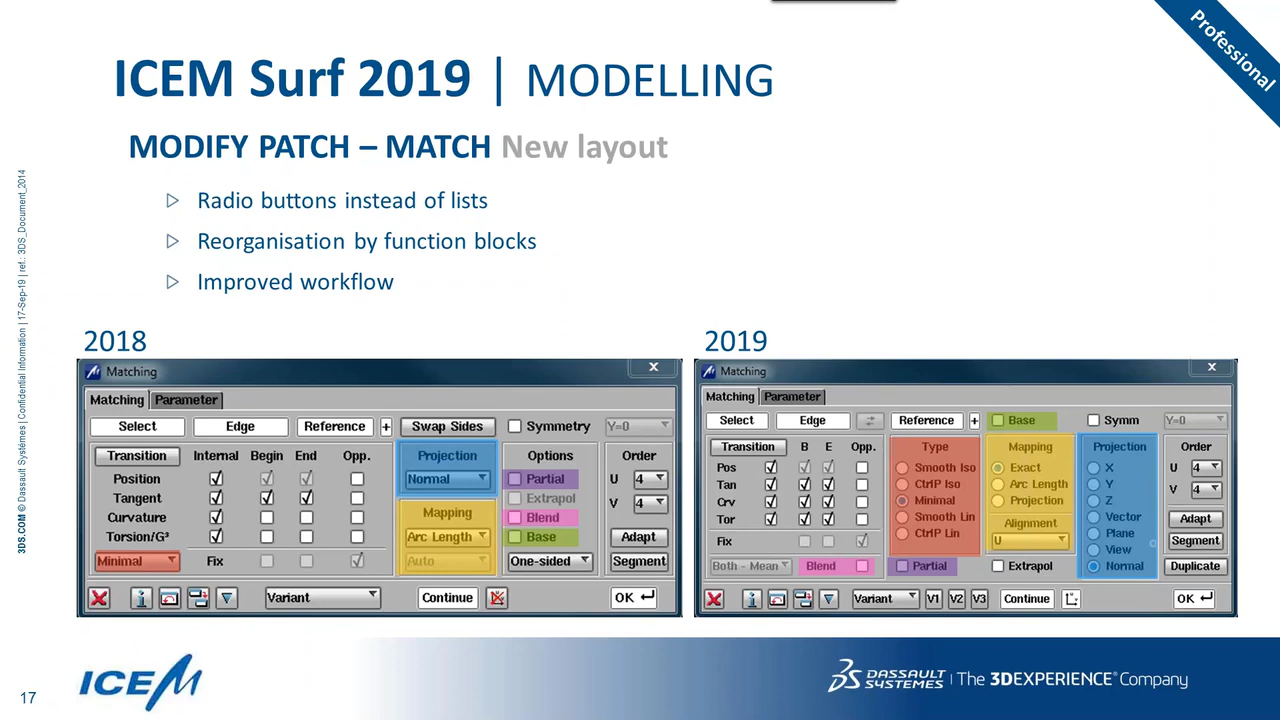 Professional
ICEM Surf 2019 | MODELLING
MODIFY PATCH – MATCH New layout
Radio buttons instead of lists
Reorganisation by function blocks
Improved workflow
3DS.COM © Dassault Systèmes | Confidential Information | 17-Sep-19 | ref.: 3DS_Document_2014
2018
Matching
Matching Parameter
Select Edge Reference + Swap Sides Symmetry Y=0
Transition Internal Begin End Opp. Projection Options Order
Position Normal Partial U 4
Tangent Extrapol
Curvature Mapping Blend V 4
Torsion/G³ Arc Length Base Adapt
Minimal Fix Auto One-sided Segment
Variant Continue OK
2019
Matching
Matching Parameter
Select Edge Reference + Base Symm Y=0
Transition B E Opp. Type Mapping Projection Order
Pos Smooth Iso Exact X U 4
Tan CtrlP Iso Arc Length Y
Crv Minimal Projection Z V 4
Tor Smooth Lin Alignment Vector Adapt
Fix CtrlP Lin U Plane Segment
View
Both - Mean Blend Partial Extrapol Normal Duplicate
Variant V1 V2 V3 Continue OK
17
ICEM
DASSAULT SYSTEMES | The 3DEXPERIENCE® Company